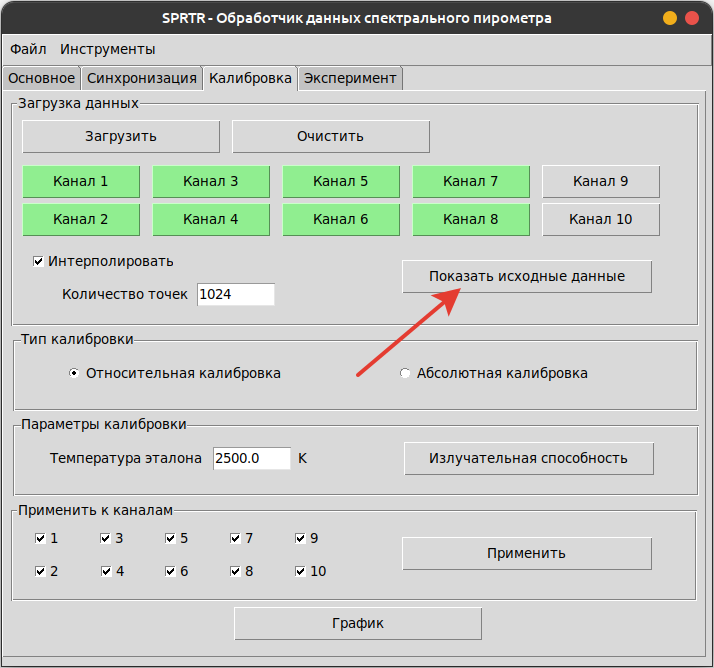 SPRTR - Обработчик данных спектрального пирометра
Файл Инструменты
Основное Синхронизация Калибровка Эксперимент
Загрузка данных
Загрузить Очистить
Канал 1 Канал 3 Канал 5 Канал 7 Канал 9
Канал 2 Канал 4 Канал 6 Канал 8 Канал 10
Интерполировать
Показать исходные данные
Количество точек 1024
Тип калибровки
Относительная калибровка Абсолютная калибровка
Параметры калибровки
Температура эталона 2500.0 K Излучательная способность
Применить к каналам
1 3 5 7 9
Применить
2 4 6 8 10
График